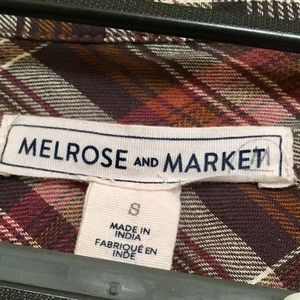 MELROSE AND MARKET
S
MADE IN
INDIA
FABRIQUÉ EN
INDE